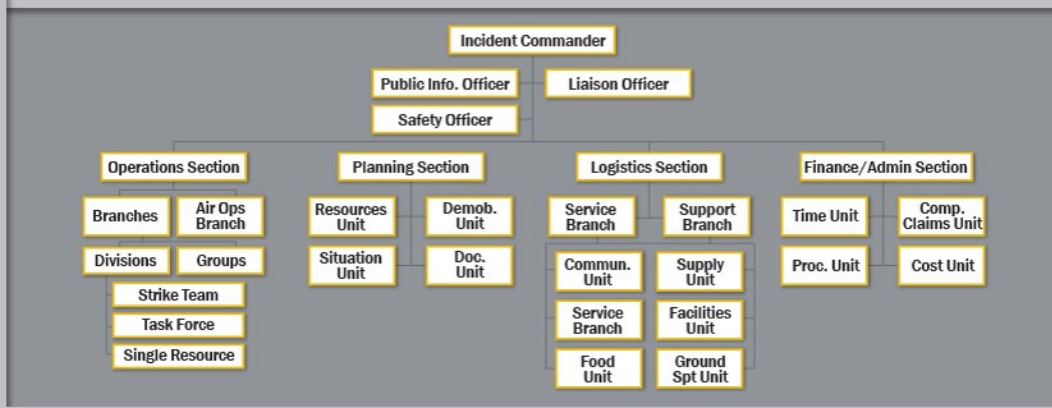 Incident Commander
Public Info. Officer
Liaison Officer
Safety Officer
Operations Section
Planning Section
Logistics Section
Finance/Admin Section
Branches
Air Ops
Branch
Divisions
Groups
Strike Team
Task Force
Single Resource
Resources
Unit
Demob.
Unit
Situation
Unit
Doc.
Unit
Service
Branch
Support
Branch
Commun.
Unit
Supply
Unit
Service
Branch
Facilities
Unit
Food
Unit
Ground
Spt Unit
Time Unit
Comp.
Claims Unit
Proc. Unit
Cost Unit